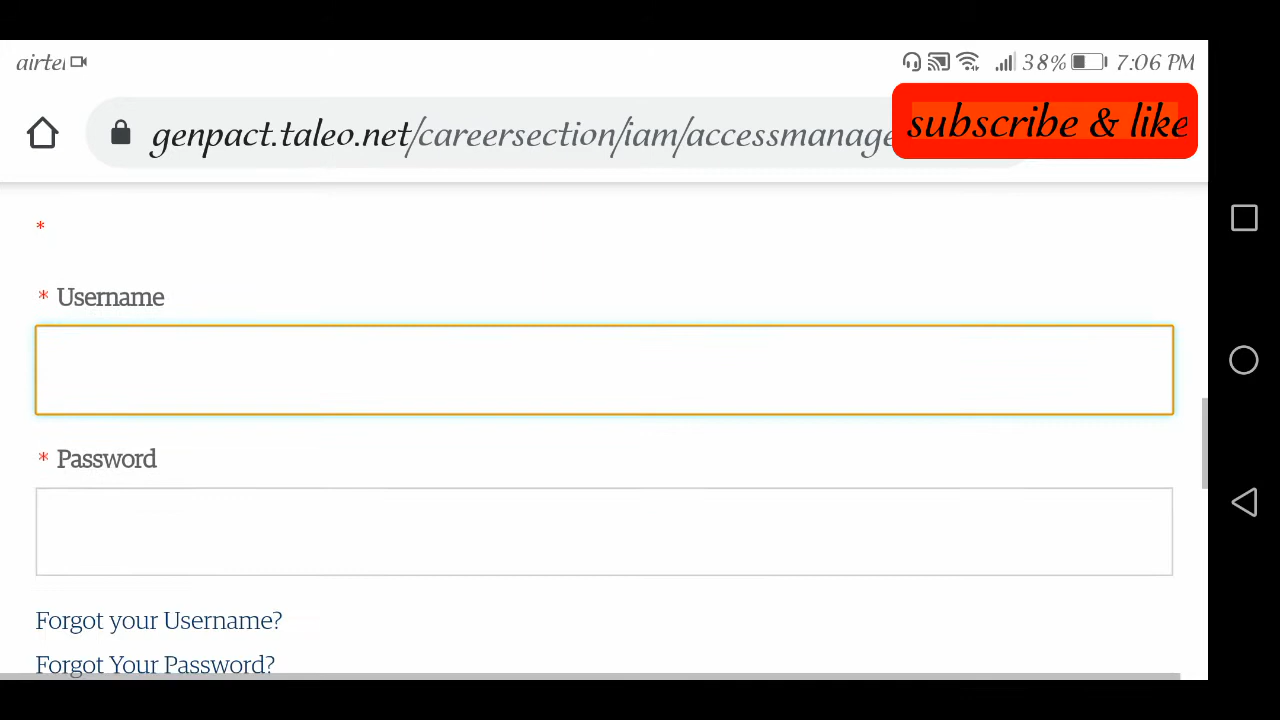 airtel 38% 7:06 PM
genpact.taleo.net/careersection/iam/accessmanage
subscribe & like
*
* Username
* Password
Forgot your Username?
Forgot Your Password?